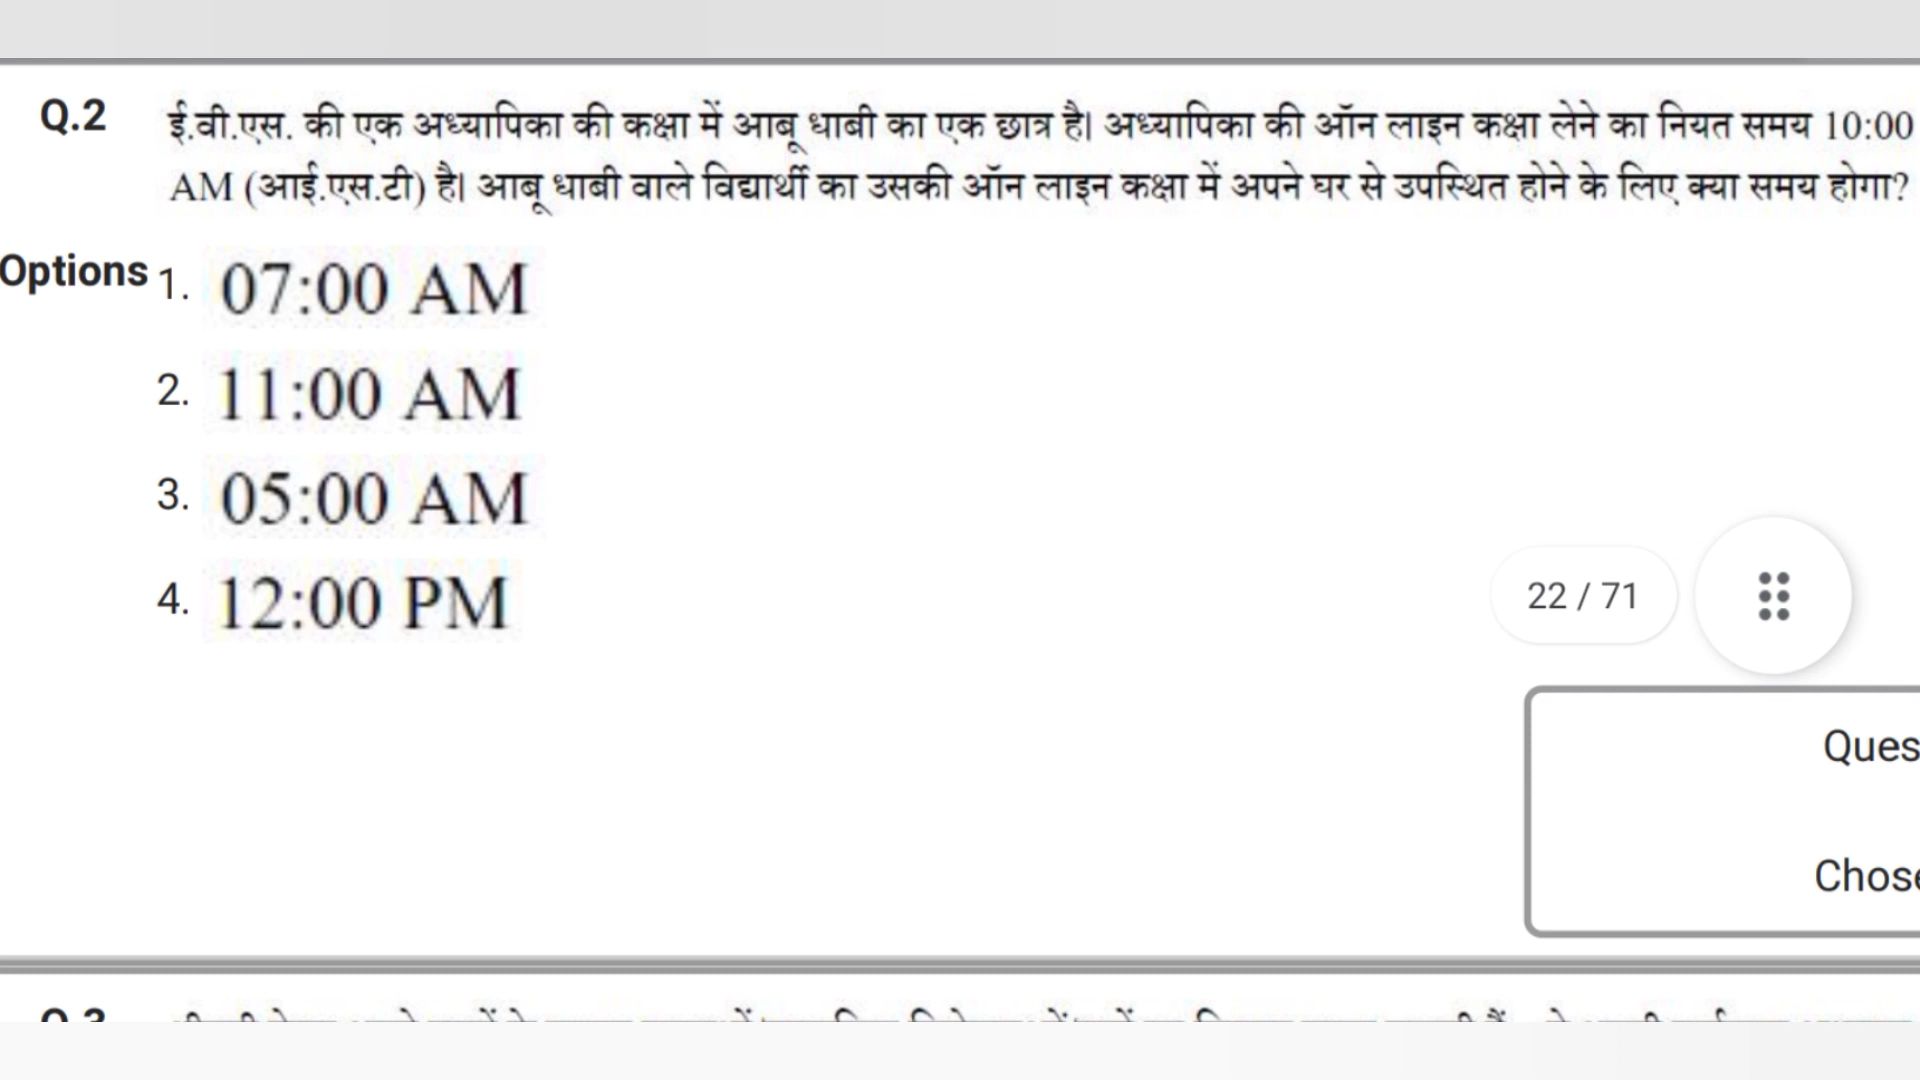 Q.2 ई.वी.एस. की एक अध्यापिका की कक्षा में आबू धाबी का एक छात्र है। अध्यापिका की ऑन लाइन कक्षा लेने का नियत समय 10:00
AM (आई.एस.टी) है। आबू धाबी वाले विद्यार्थी का उसकी ऑन लाइन कक्षा में अपने घर से उपस्थित होने के लिए क्या समय होगा?
Options 1. 07:00 AM
2. 11:00 AM
3. 05:00 AM
4. 12:00 PM
22 / 71
Ques
Chose